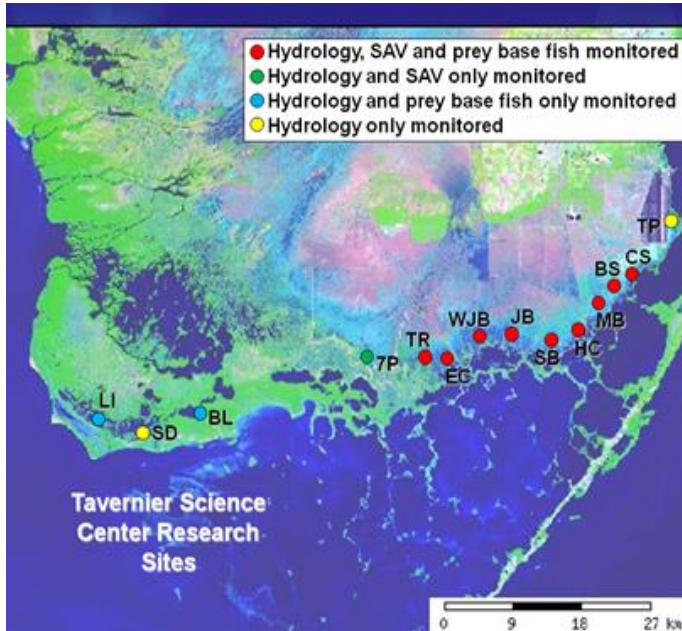 Hydrology, SAV and prey base fish monitored
Hydrology and SAV only monitored
Hydrology and prey base fish only monitored
Hydrology only monitored
TP
CS
BS
MB
WJB
JB
HC
SB
TR
EC
7P
LI
BL
SD
Tavernier Science
Center Research
Sites
0 9 18 27 km